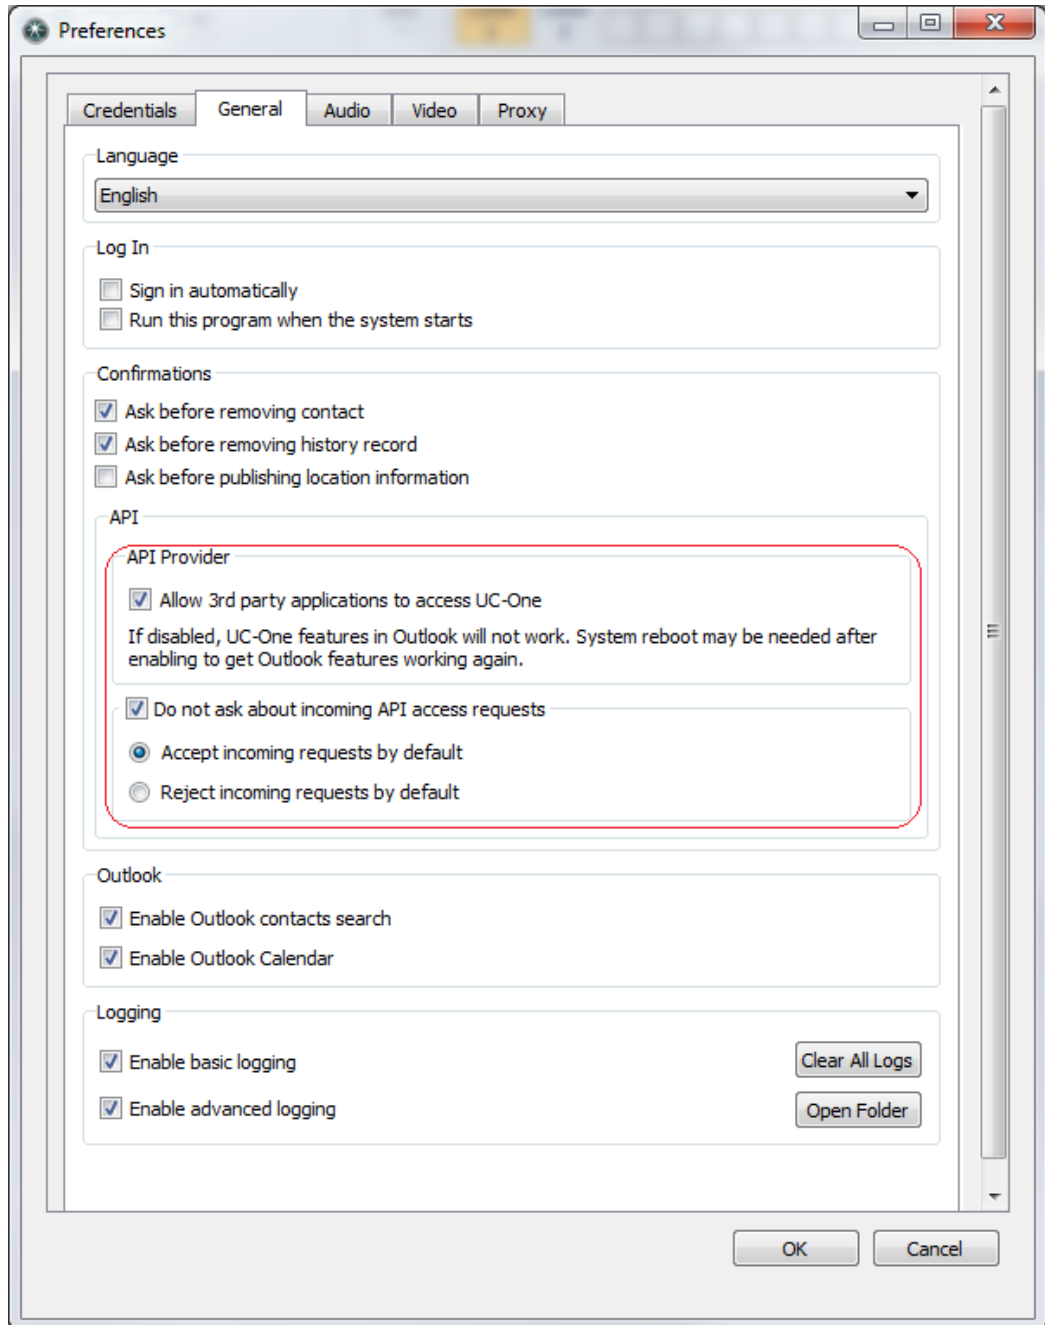 Preferences
Credentials General Audio Video Proxy
Language
English
Log In
Sign in automatically
Run this program when the system starts
Confirmations
Ask before removing contact
Ask before removing history record
Ask before publishing location information
API
API Provider
Allow 3rd party applications to access UC-One
If disabled, UC-One features in Outlook will not work. System reboot may be needed after
enabling to get Outlook features working again.
Do not ask about incoming API access requests
Accept incoming requests by default
Reject incoming requests by default
Outlook
Enable Outlook contacts search
Enable Outlook Calendar
Logging
Enable basic logging
Clear All Logs
Enable advanced logging
Open Folder
OK Cancel